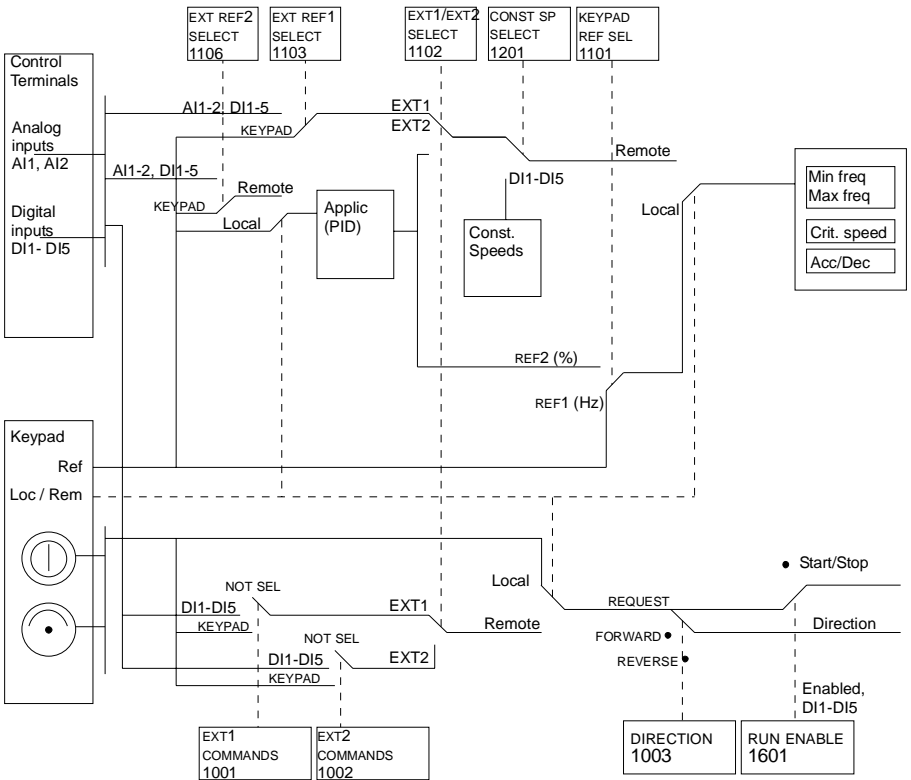 EXT REF2
SELECT
1106
EXT REF1
SELECT
1103
EXT1/EXT2
SELECT
1102
CONST SP
SELECT
1201
KEYPAD
REF SEL
1101
Control
Terminals
Analog
inputs
AI1, AI2
Digital
inputs
DI1- DI5
AI1-2, DI1-5
KEYPAD
EXT1
EXT2
Remote
AI1-2, DI1-5
Remote
KEYPAD
Local
Applic
(PID)
DI1-DI5
Const.
Speeds
Local
Min freq
Max freq
Crit. speed
Acc/Dec
REF2 (%)
REF1 (Hz)
Keypad
Ref
Loc / Rem
Start/Stop
Local
NOT SEL
DI1-DI5
EXT1
REQUEST
KEYPAD
Remote
Direction
NOT SEL
FORWARD
DI1-DI5
EXT2
REVERSE
KEYPAD
Enabled,
DI1-DI5
EXT1
COMMANDS
1001
EXT2
COMMANDS
1002
DIRECTION
1003
RUN ENABLE
1601